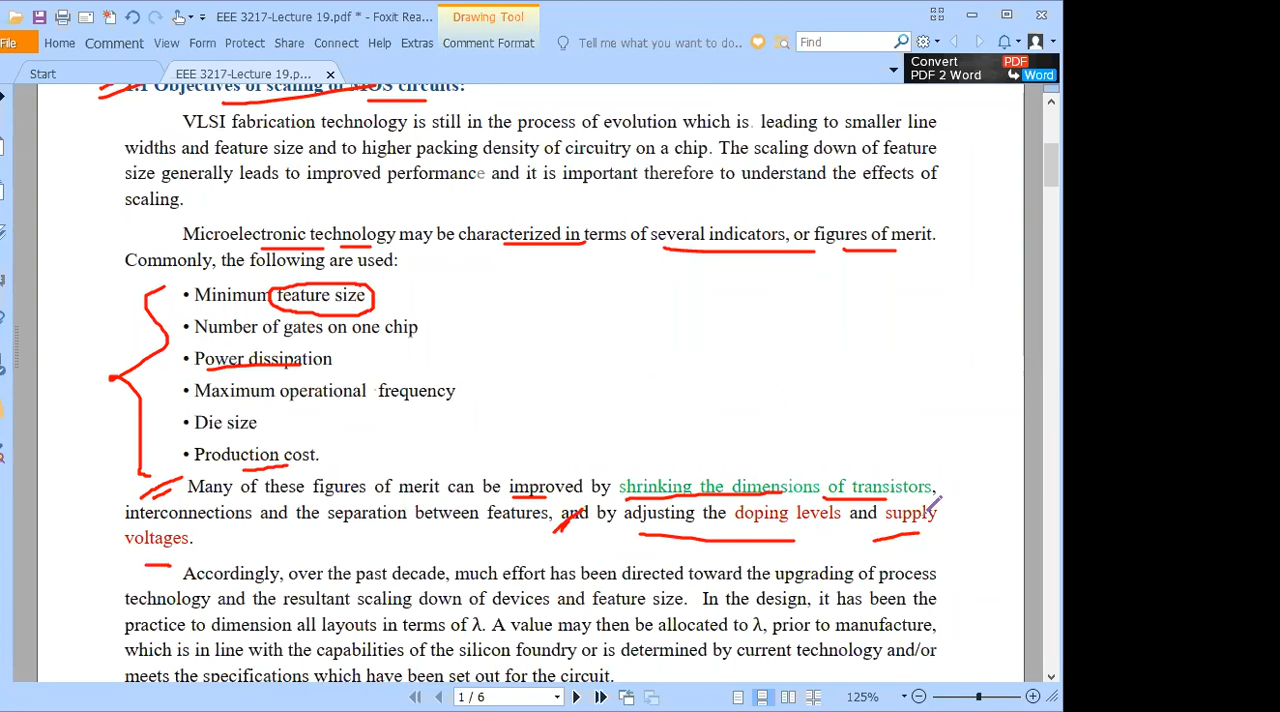 EEE 3217-Lecture 19.pdf * - Foxit Rea...
Drawing Tool
File
Home
Comment
View
Form
Protect
Share
Connect
Help
Extras
Comment Format
Tell me what you want to do..
Find
Start
EEE 3217-Lecture 19.p...
Convert
PDF 2 Word
PDF
Word
1.1 Objectives of scaling of MOS circuits:
VLSI fabrication technology is still in the process of evolution which is leading to smaller line
widths and feature size and to higher packing density of circuitry on a chip. The scaling down of feature
size generally leads to improved performance and it is important therefore to understand the effects of
scaling.
Microelectronic technology may be characterized in terms of several indicators, or figures of merit.
Commonly, the following are used:
• Minimum feature size
• Number of gates on one chip
• Power dissipation
• Maximum operational frequency
• Die size
• Production cost.
Many of these figures of merit can be improved by shrinking the dimensions of transistors,
interconnections and the separation between features, and by adjusting the doping levels and supply
voltages.
Accordingly, over the past decade, much effort has been directed toward the upgrading of process
technology and the resultant scaling down of devices and feature size. In the design, it has been the
practice to dimension all layouts in terms of λ. A value may then be allocated to λ, prior to manufacture,
which is in line with the capabilities of the silicon foundry or is determined by current technology and/or
meets the specifications which have been set out for the circuit.
1 / 6
125%